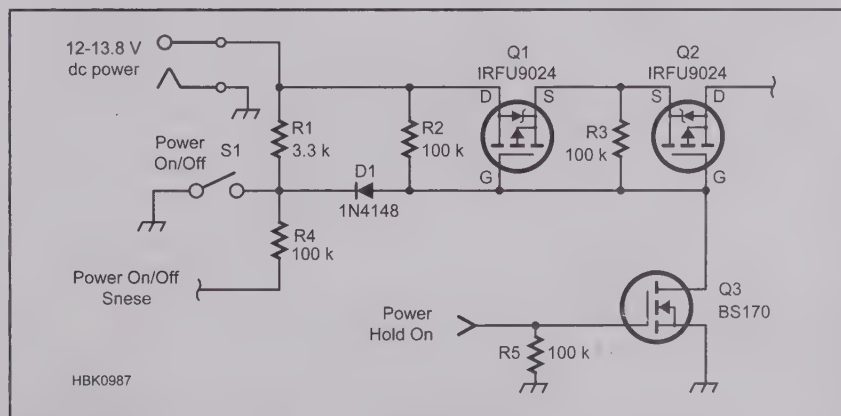 12-13.8 V
dc power
Power
On/Off
S1
R1
3.3 k
R2
100 k
D1
1N4148
R4
100 k
Power On/Off
Snese
Q1
IRFU9024
D
S
G
R3
100 k
Q2
IRFU9024
S
D
G
Q3
BS170
Power
Hold On
R5
100 k
HBK0987